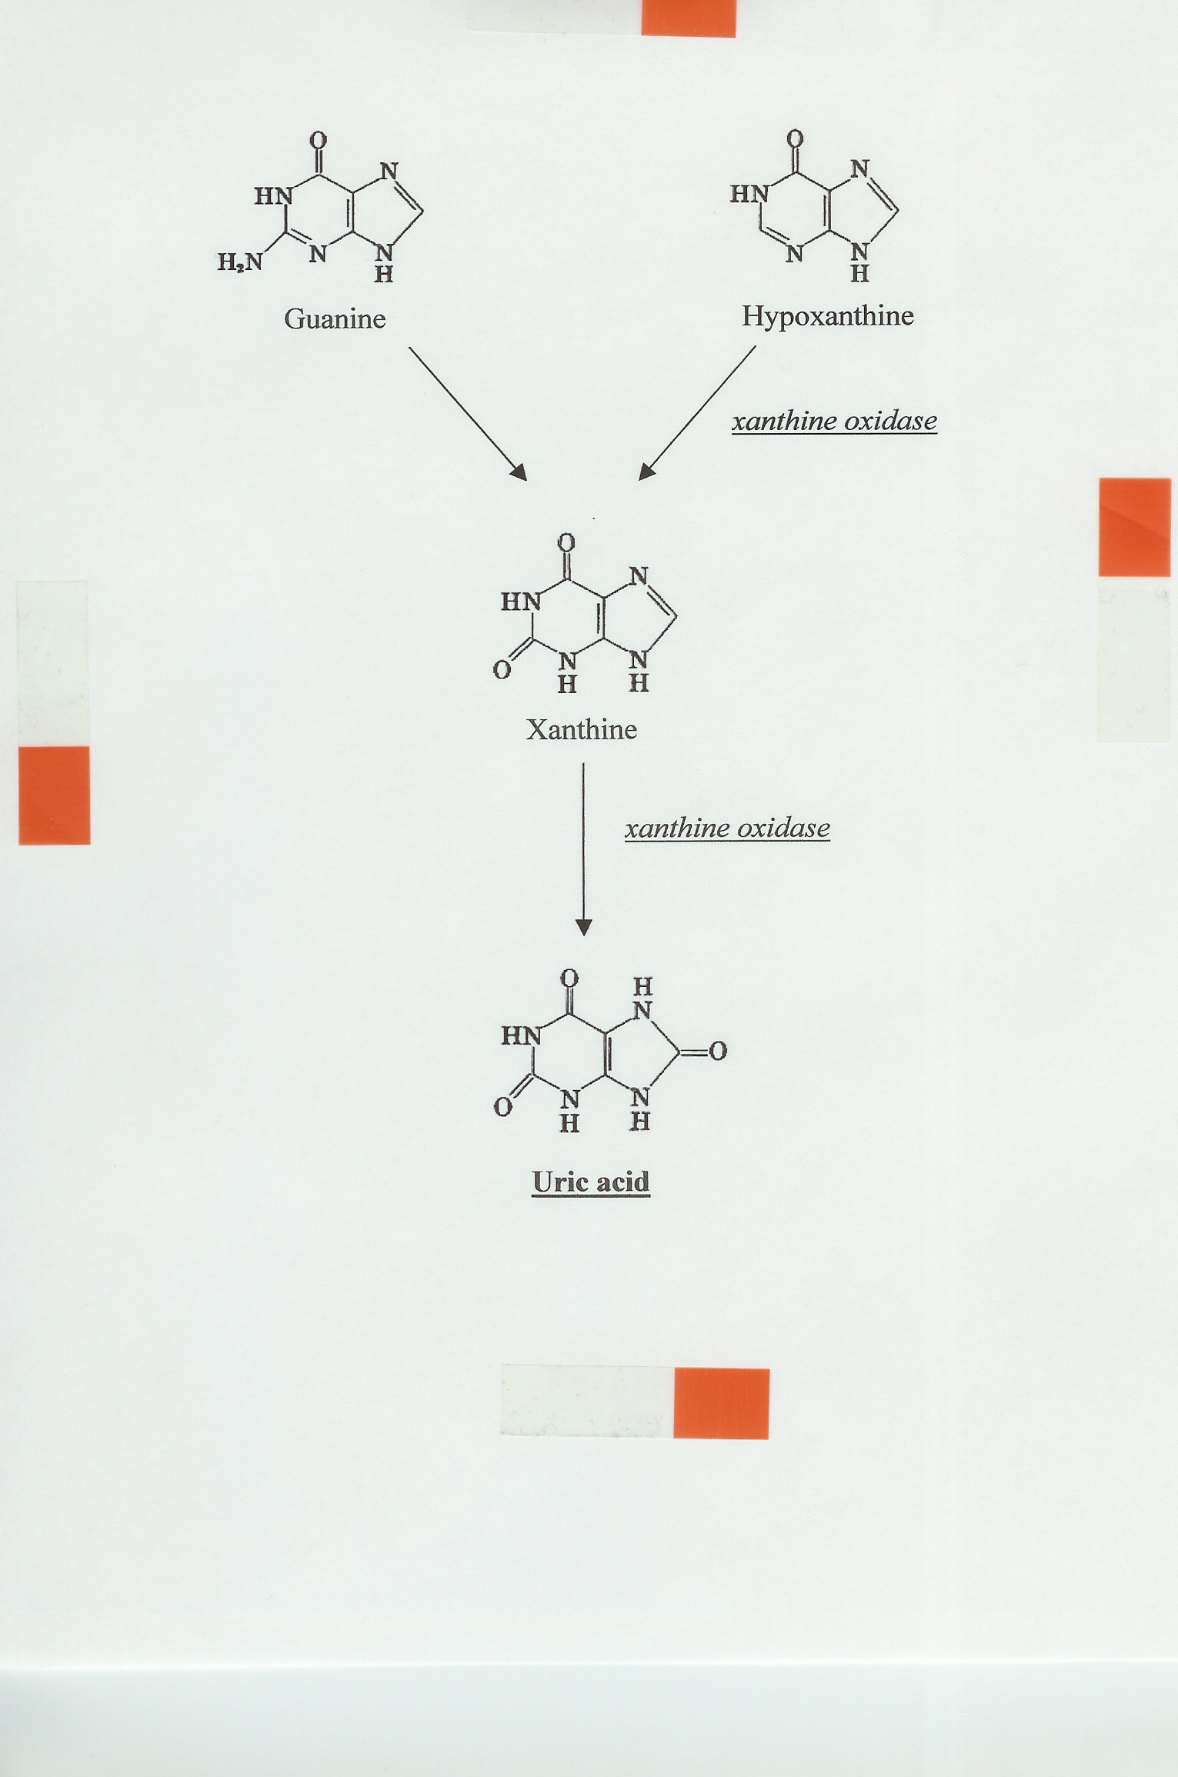 O
N
HN
H₂N
N
N
H
Guanine
O
N
HN
N
N
H
Hypoxanthine
xanthine oxidase
O
N
HN
O
N
H
N
H
Xanthine
xanthine oxidase
O
H
N
HN
O
O
N
H
N
H
Uric acid